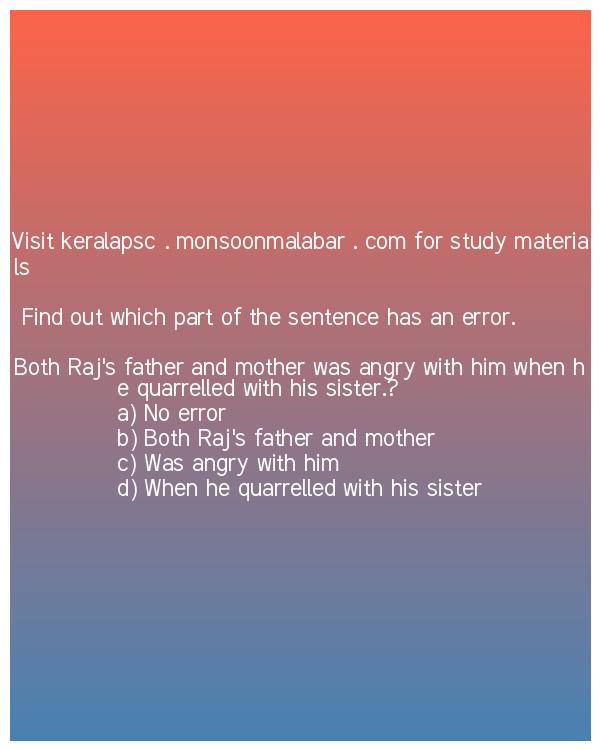 Visit keralapsc . monsoonmalabar . com for study materia
ls
Find out which part of the sentence has an error.
Both Raj's father and mother was angry with him when h
e quarrelled with his sister.?
a) No error
b) Both Raj's father and mother
c) Was angry with him
d) When he quarrelled with his sister